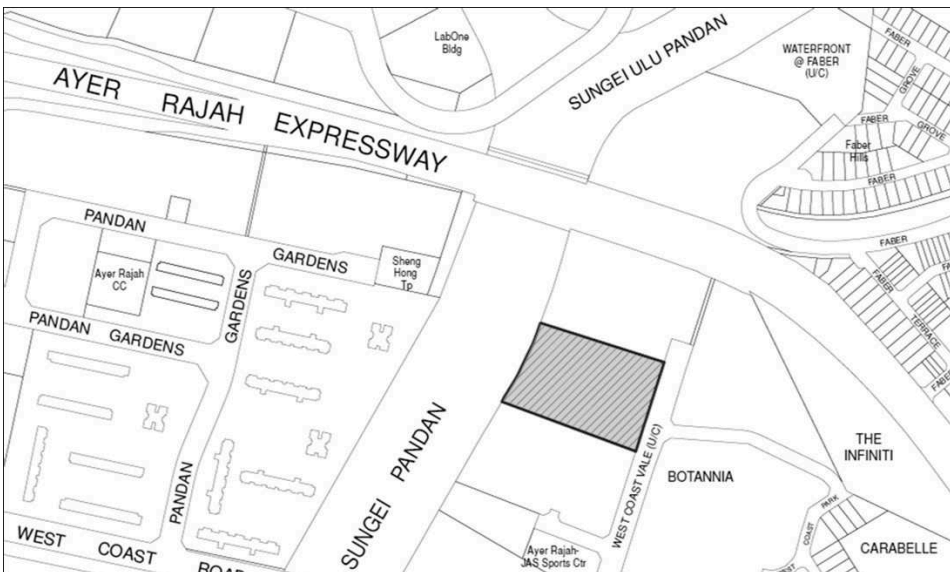 LabOne
Bldg
SUNGEI ULU PANDAN
WATERFRONT
@ FABER
(U/C)
FABER
GROVE
FABER
GROVE
Faber
Hills
FABER
FABER
FABER
TERRACE
AYER RAJAH EXPRESSWAY
PANDAN
GARDENS
Sheng
Hong
Tp
Ayer Rajah
CC
GARDENS
PANDAN
GARDENS
PANDAN
SUNGEI PANDAN
WEST COAST VALE (U/C)
BOTANNIA
THE
INFINITI
PARK
COAST
CARABELLE
Ayer Rajah-
JAS Sports Ctr
WEST COAST